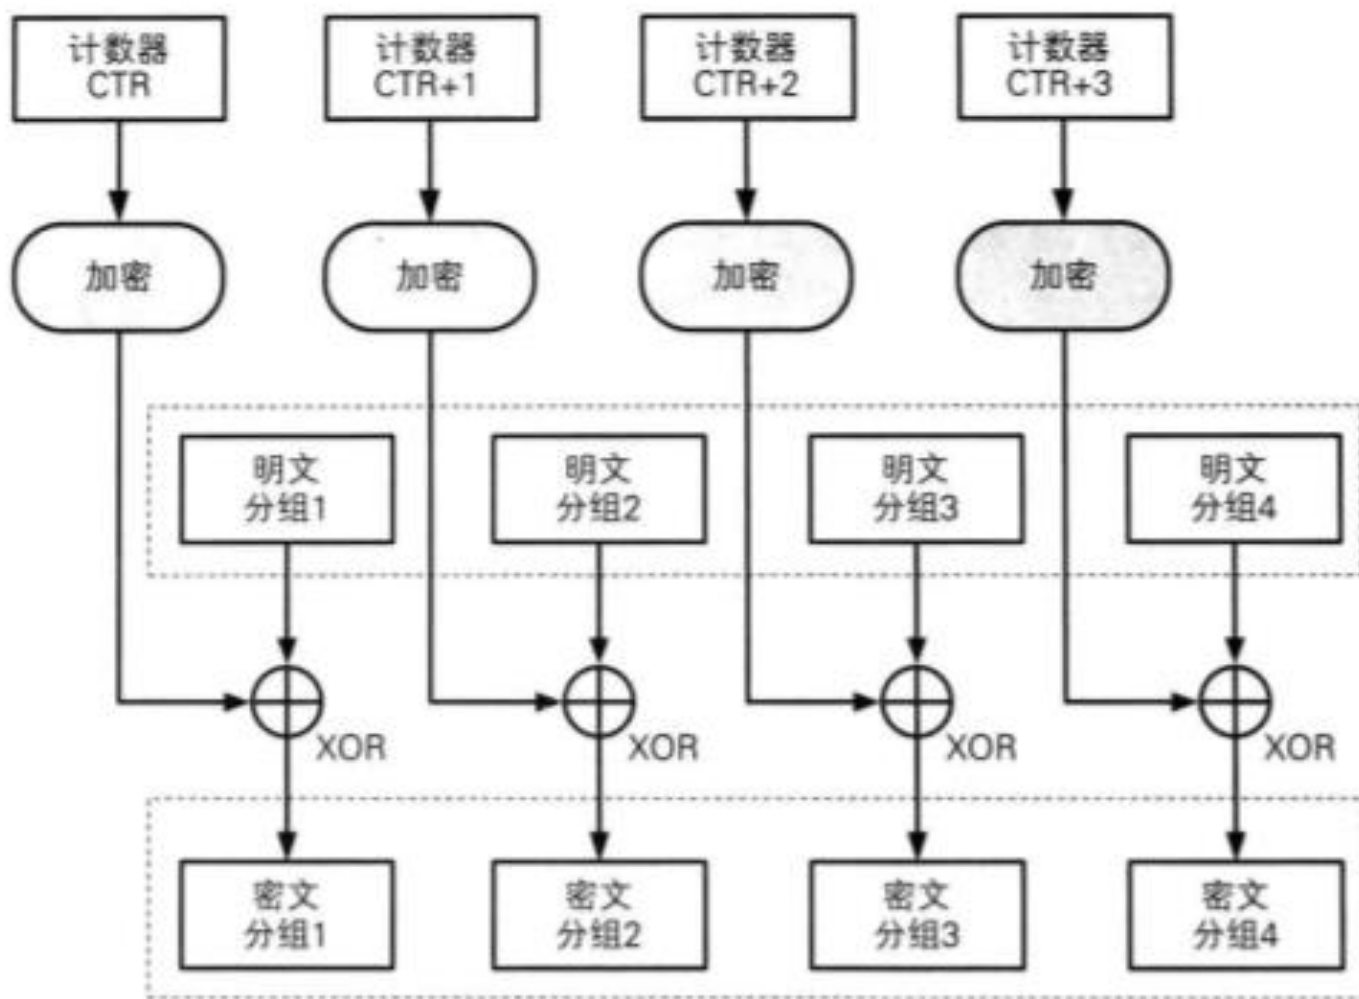 计数器
CTR
计数器
CTR+1
计数器
CTR+2
计数器
CTR+3
加密
加密
加密
加密
明文
分组1
明文
分组2
明文
分组3
明文
分组4
XOR
XOR
XOR
XOR
密文
分组1
密文
分组2
密文
分组3
密文
分组4